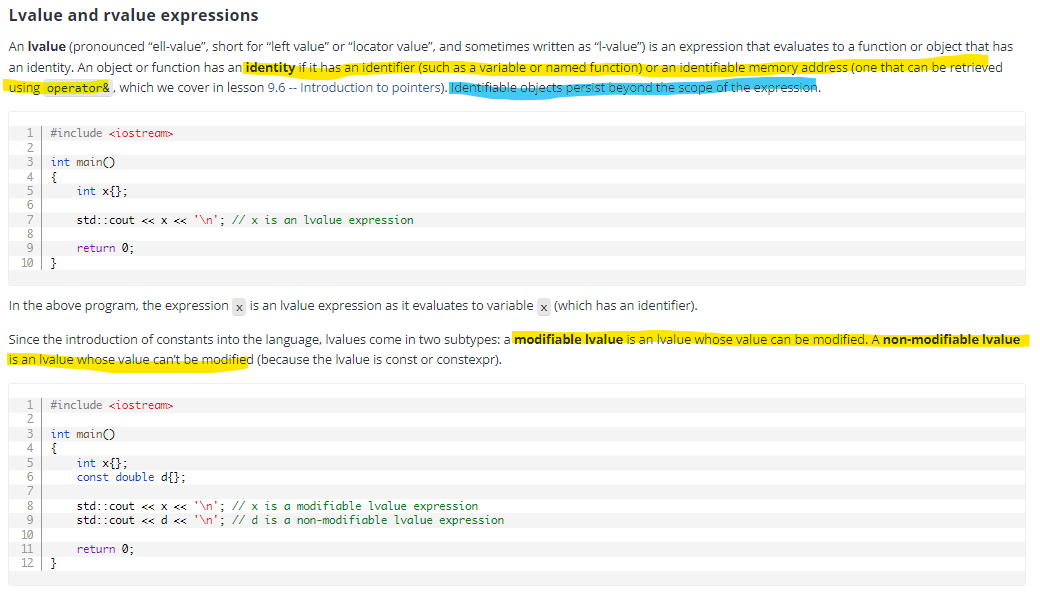 Lvalue and rvalue expressions
An lvalue (pronounced “ell-value”, short for “left value” or “locator value”, and sometimes written as “l-value”) is an expression that evaluates to a function or object that has
an identity. An object or function has an identity if it has an identifier (such as a variable or named function) or an identifiable memory address (one that can be retrieved
using operator&, which we cover in lesson 9.6 -- Introduction to pointers). Identifiable objects persist beyond the scope of the expression.
1 #include <iostream>
2
3 int main()
4 {
5     int x{};
6
7     std::cout << x << '\n'; // x is an lvalue expression
8
9     return 0;
10 }
In the above program, the expression x is an lvalue expression as it evaluates to variable x (which has an identifier).
Since the introduction of constants into the language, lvalues come in two subtypes: a modifiable lvalue is an lvalue whose value can be modified. A non-modifiable lvalue
is an lvalue whose value can’t be modified (because the lvalue is const or constexpr).
1 #include <iostream>
2
3 int main()
4 {
5     int x{};
6     const double d{};
7
8     std::cout << x << '\n'; // x is a modifiable lvalue expression
9     std::cout << d << '\n'; // d is a non-modifiable lvalue expression
10
11     return 0;
12 }